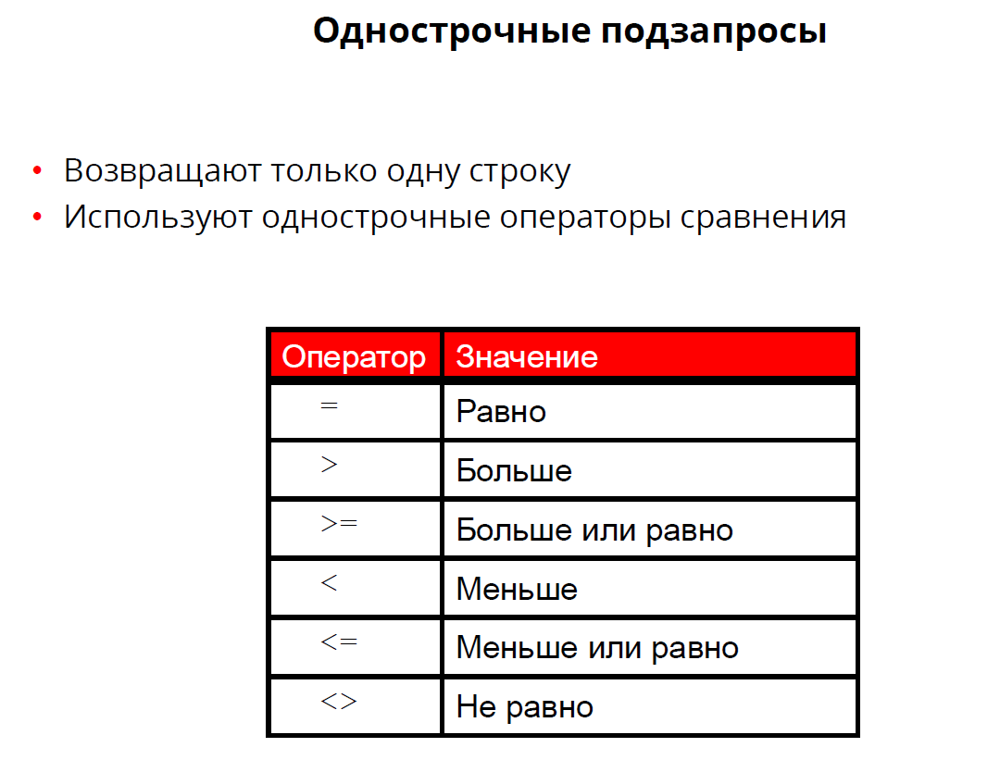 Однострочные подзапросы
• Возвращают только одну строку
• Используют однострочные операторы сравнения
Оператор Значение
= Равно
> Больше
>= Больше или равно
< Меньше
<= Меньше или равно
<> Не равно